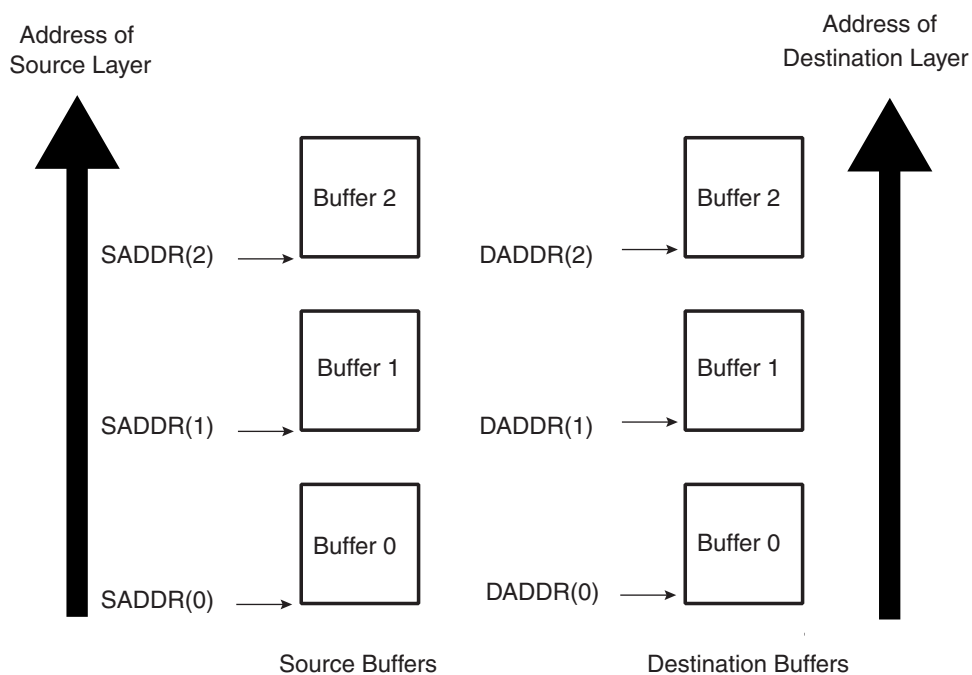 Address of
Source Layer
Address of
Destination Layer
Buffer 2
Buffer 2
SADDR(2)
DADDR(2)
Buffer 1
Buffer 1
SADDR(1)
DADDR(1)
Buffer 0
Buffer 0
SADDR(0)
DADDR(0)
Source Buffers
Destination Buffers